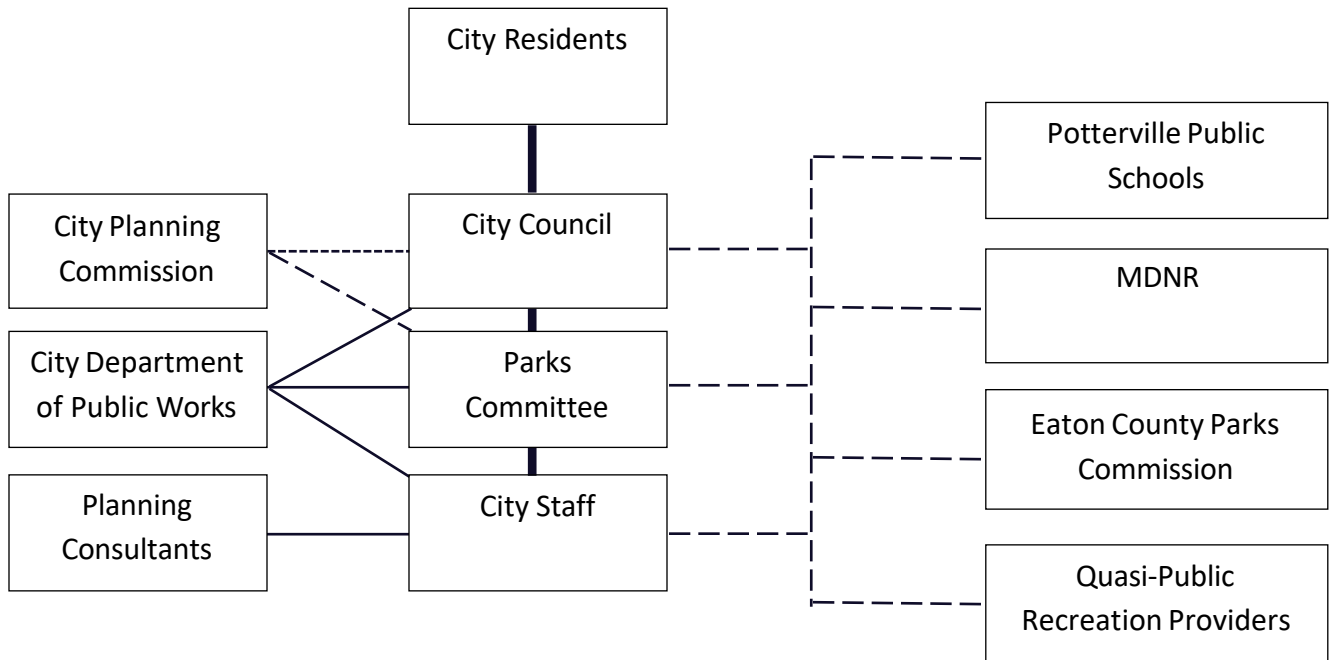 City Residents
City Planning
Commission
City Council
Potterville Public
Schools
MDNR
City Department
of Public Works
Parks
Committee
Eaton County Parks
Commission
Planning
Consultants
City Staff
Quasi-Public
Recreation Providers